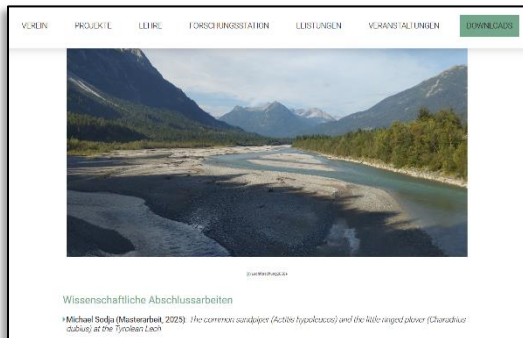 VEREIN PROJEKTE LEHRE FORSCHUNGSSTATION LEISTUNGEN VERANSTALTUNGEN DOWNLOADS
Wissenschaftliche Abschlussarbeiten
Michael Sodja (Masterarbeit, 2025): The common sandpiper (Actitis hypoleucos) and the little ringed plover (Charadrius
dubius) at the Tyrolean Lech